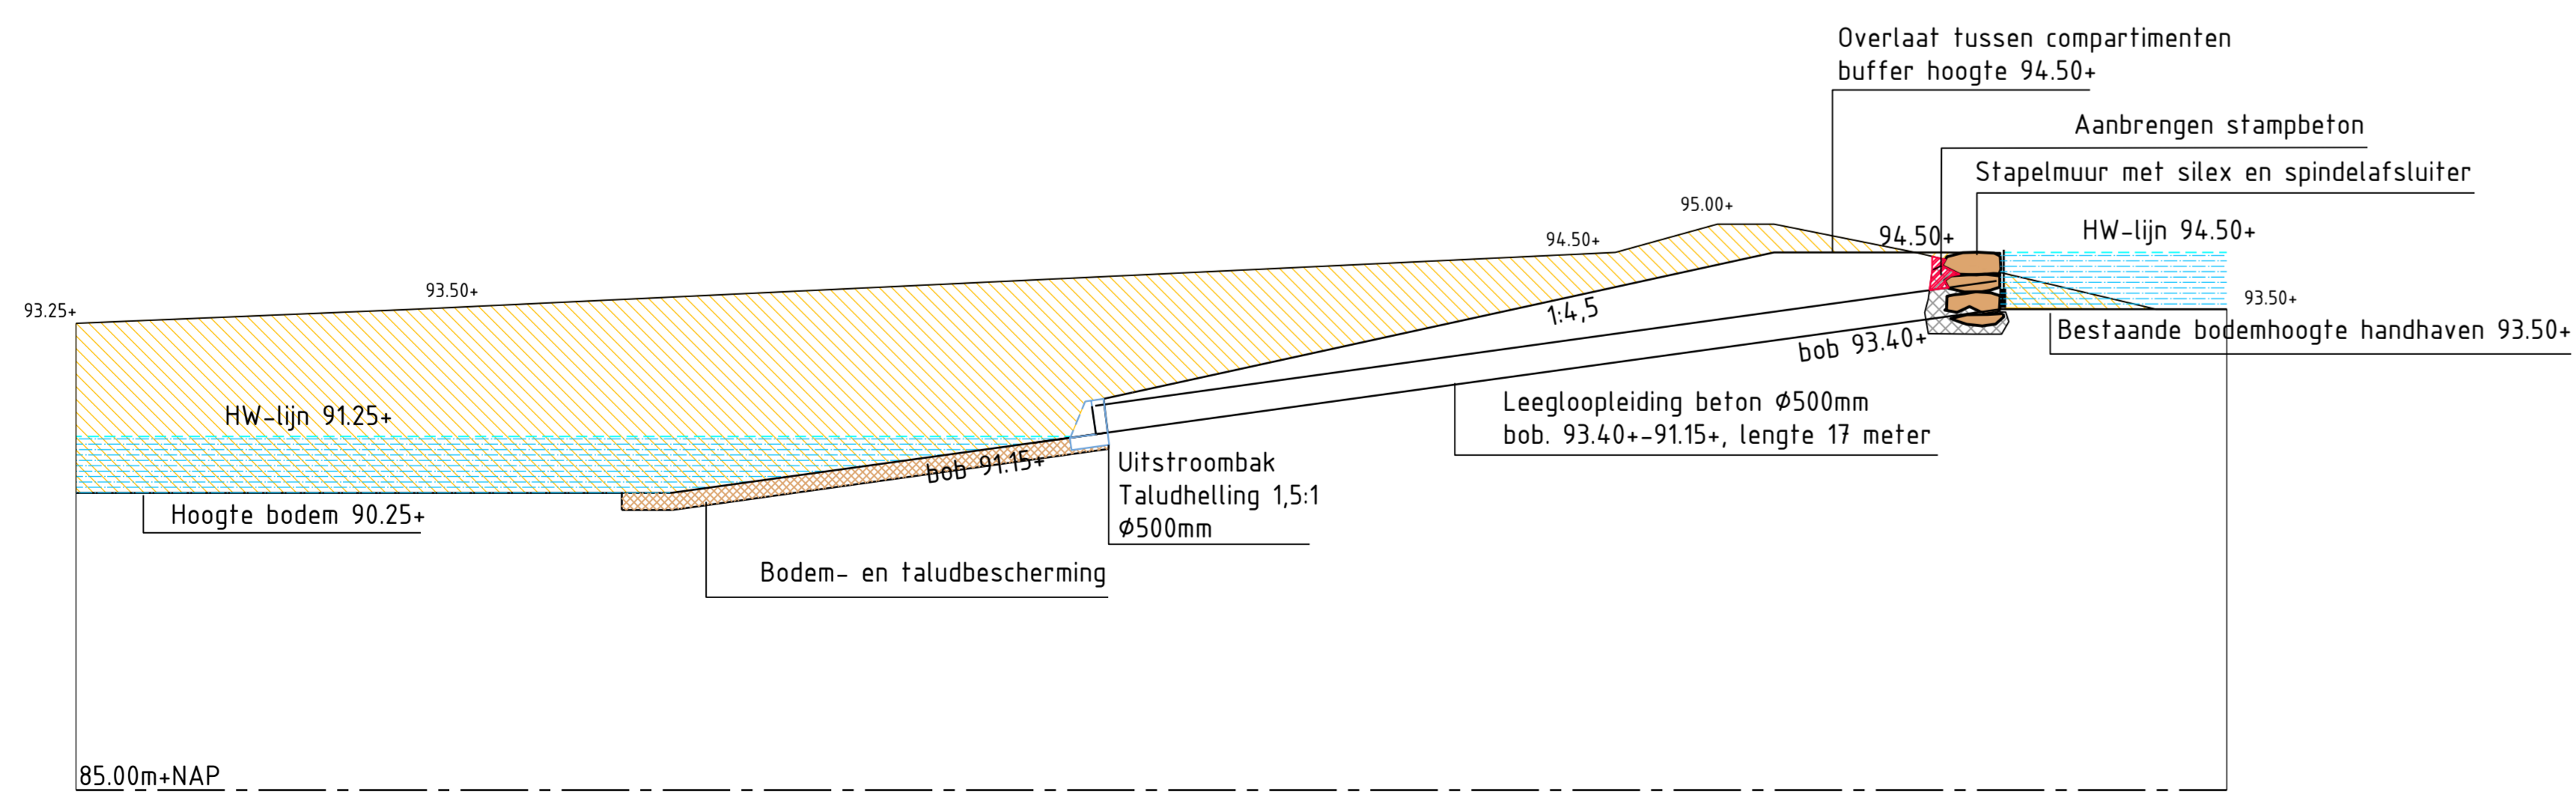 Overlaat tussen compartimenten
buffer hoogte 94.50+
Aanbrengen stampbeton
Stapelmuur met silex en spindelafsluiter
95.00+
94.50+
94.50+
HW-lijn 94.50+
93.50+
93.25+
93.50+
1:4,5
Bestaande bodemhoogte handhaven 93.50+
bob 93.40+
HW-lijn 91.25+
Leegloopleiding beton Ø500mm
bob. 93.40+-91.15+, lengte 17 meter
bob 91.15+
Uitstroombak
Taludhelling 1,5:1
Ø500mm
Hoogte bodem 90.25+
Bodem- en taludbescherming
85.00m+NAP